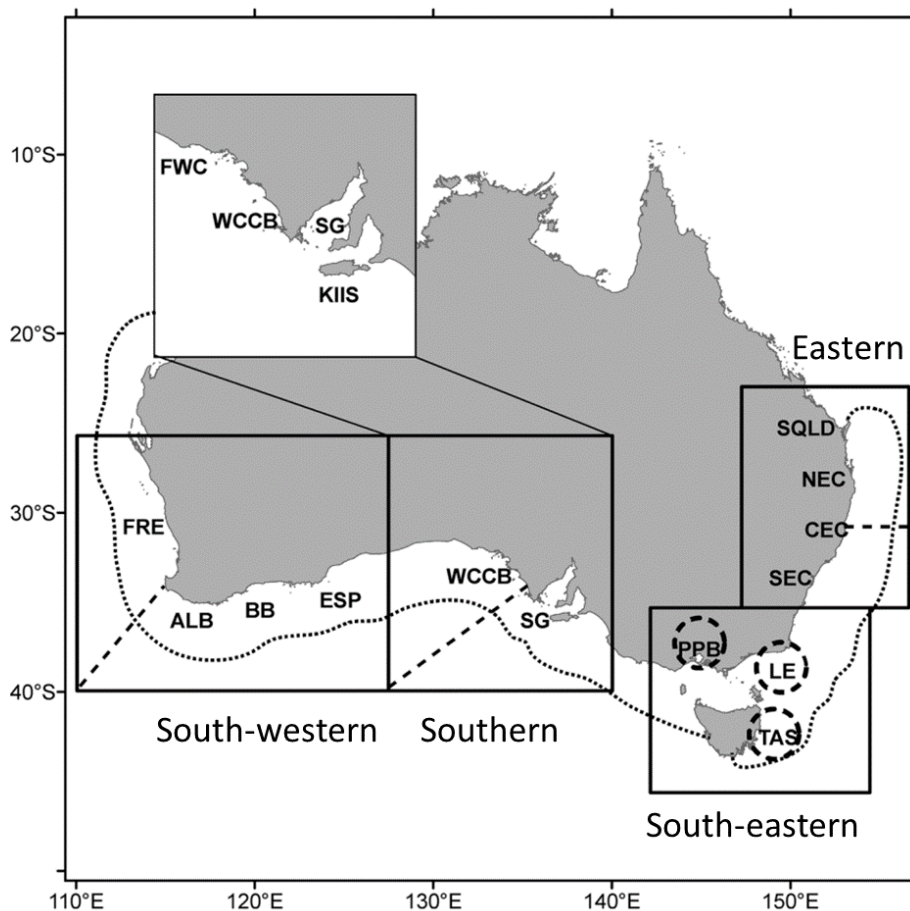 10°S
20°S
30°S
40°S
FWC
WCCB
SG
KIIS
Eastern
SQLD
NEC
CEC
SEC
FRE
ALB
BB
ESP
WCCB
SG
PPB
LE
TAS
South-western
Southern
South-eastern
110°E
120°E
130°E
140°E
150°E